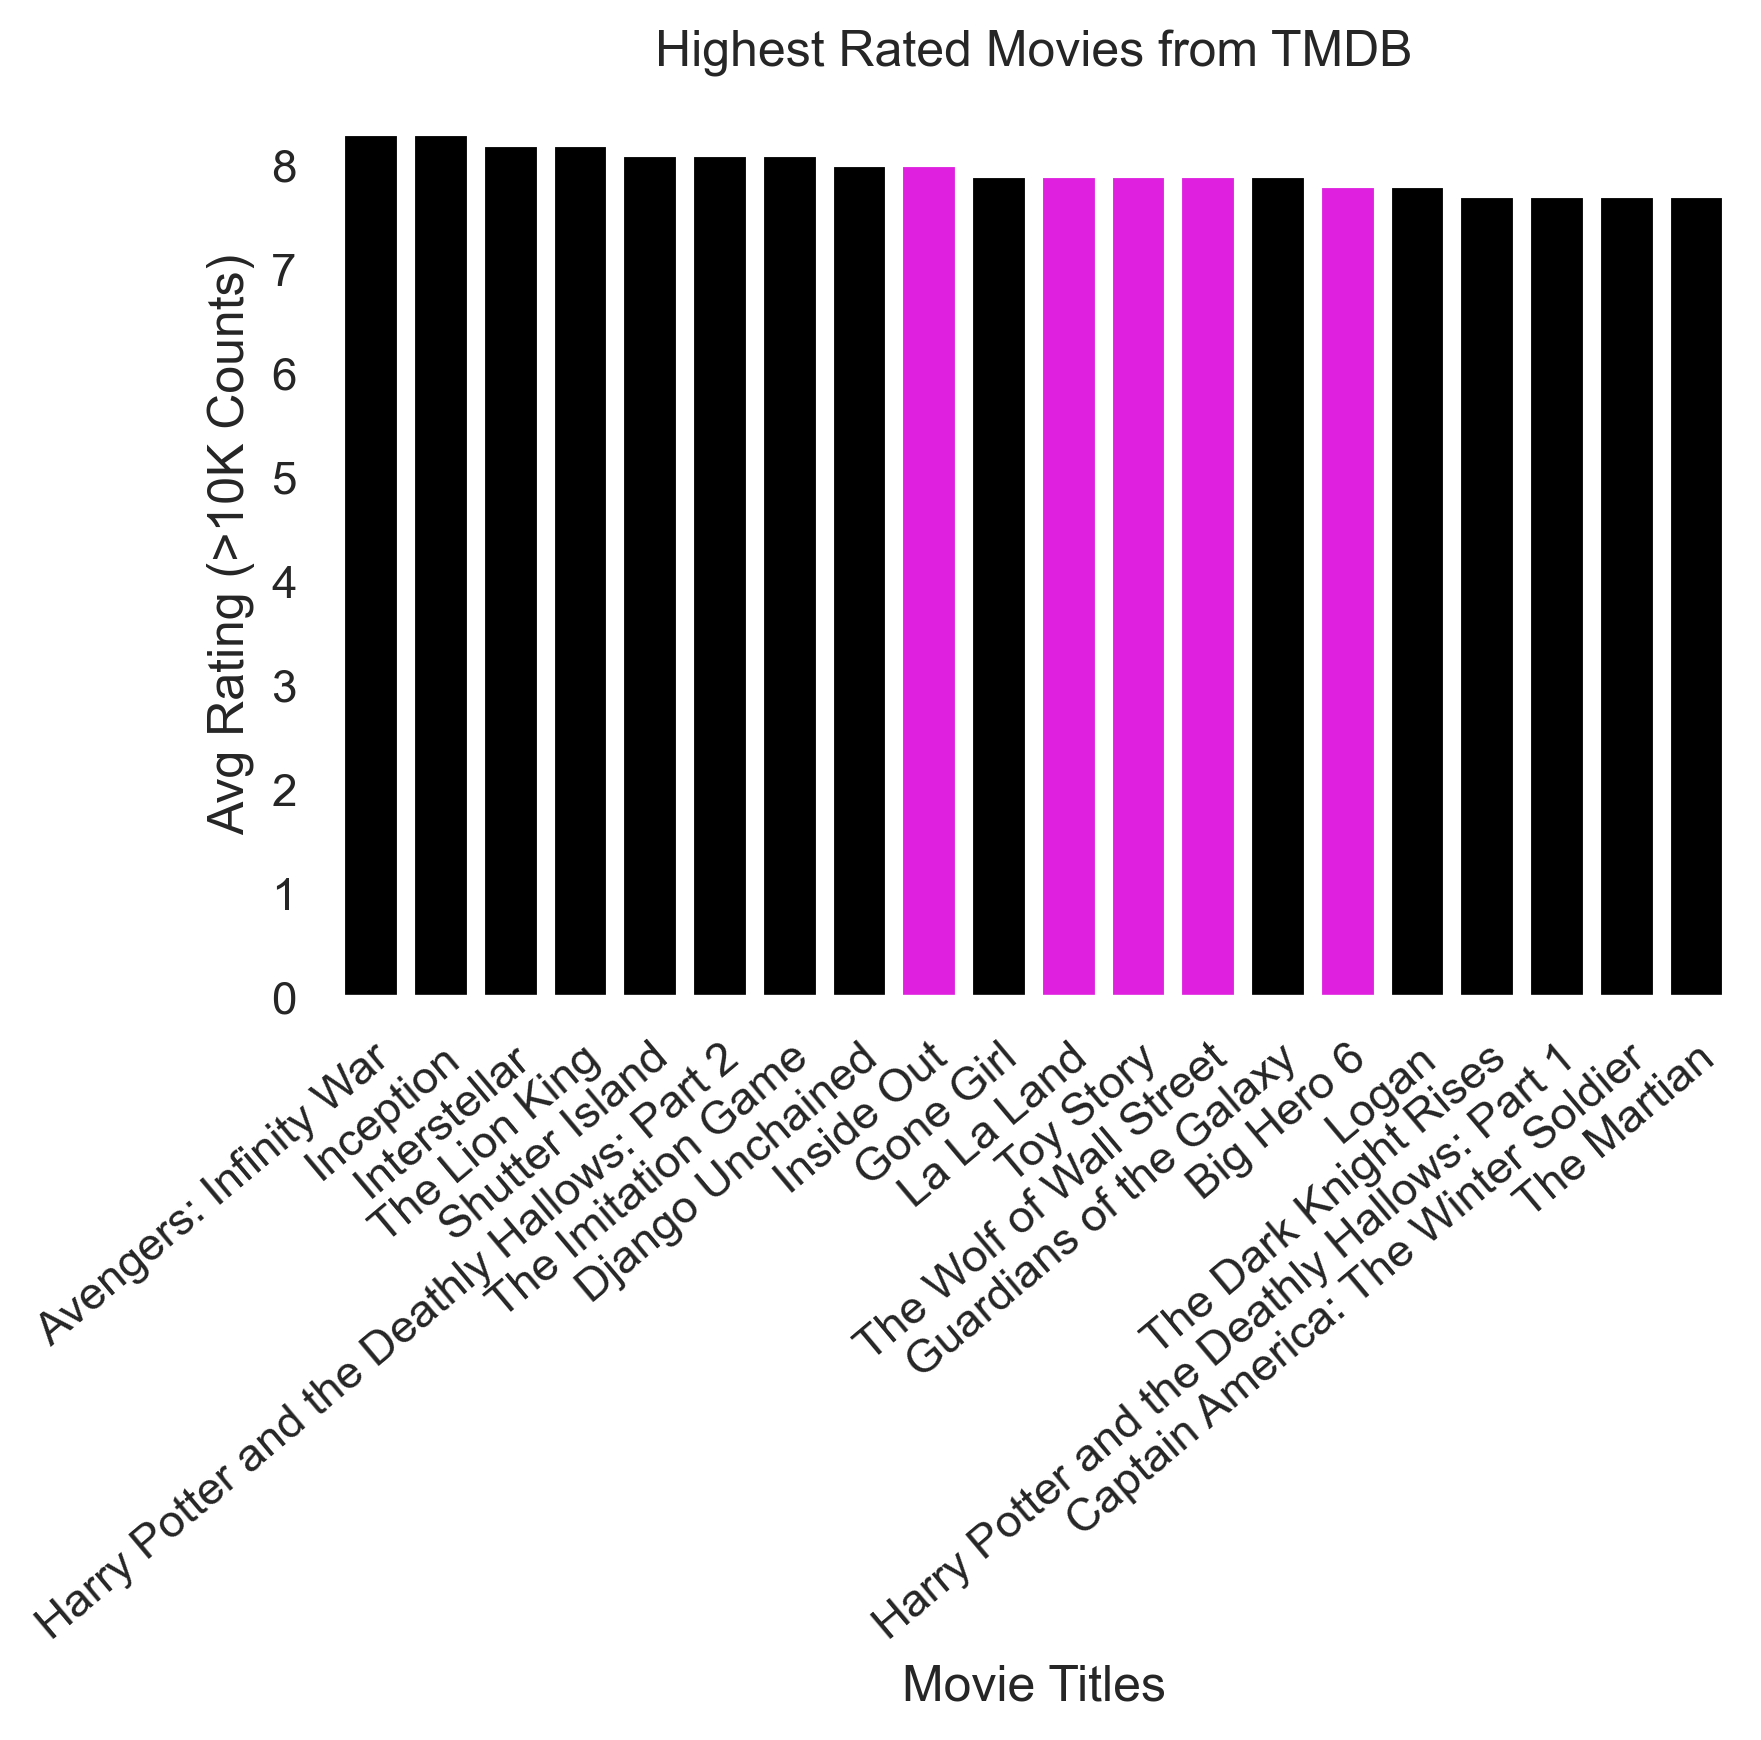 Highest Rated Movies from TMDB
Avg Rating (>10K Counts)
8
7
6
5
4
3
2
1
0
Avengers: Infinity War
Inception
Interstellar
The Lion King
Shutter Island
Harry Potter and the Deathly Hallows: Part 2
The Imitation Game
Django Unchained
Inside Out
Gone Girl
La La Land
Toy Story
The Wolf of Wall Street
Guardians of the Galaxy
Big Hero 6
Logan
The Dark Knight Rises
Harry Potter and the Deathly Hallows: Part 1
Captain America: The Winter Soldier
The Martian
Movie Titles